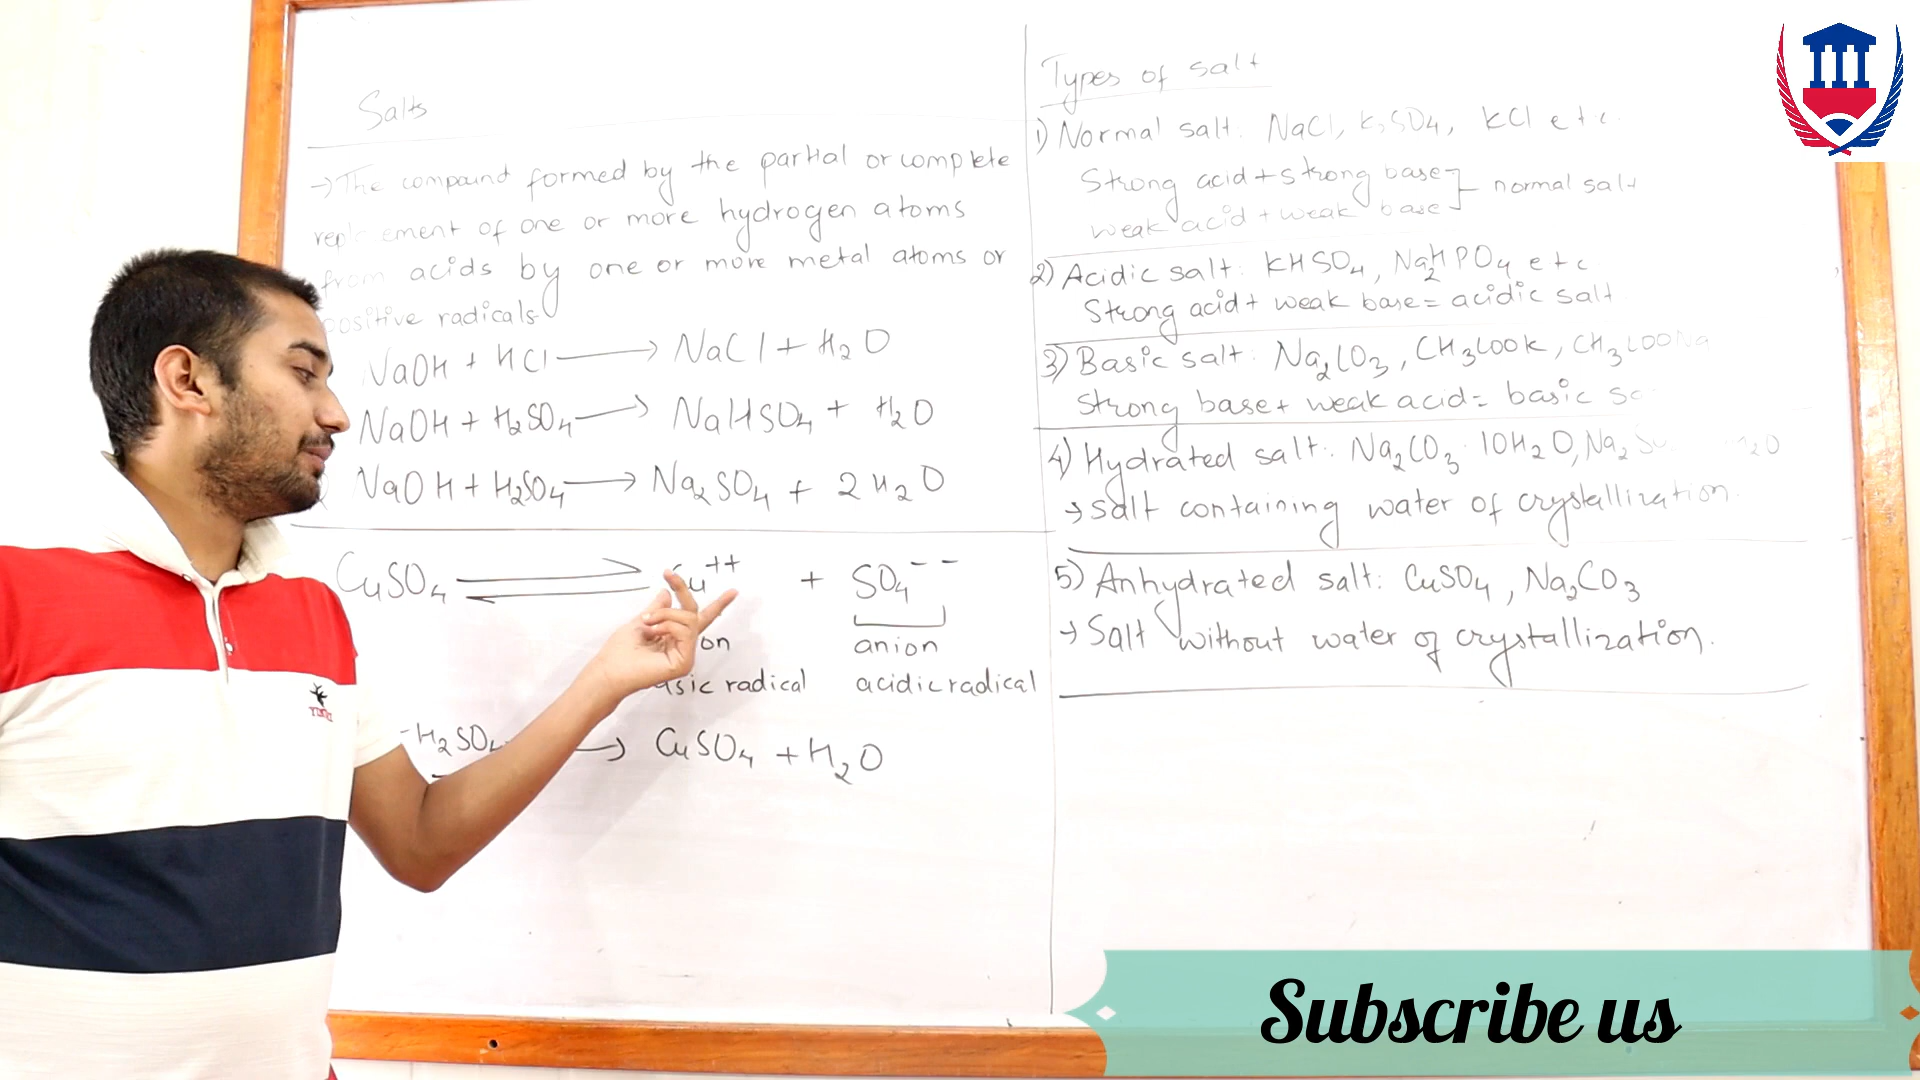 Salts
→ The compound formed by the partial or complete
replacement of one or more hydrogen atoms
from acids by one or more metal atoms or
positive radicals.
NaOH + HCl ⟶ NaCl + H₂O
NaOH + H₂SO₄ ⟶ NaHSO₄ + H₂O
NaOH + H₂SO₄ ⟶ Na₂SO₄ + 2H₂O
CuSO₄ ⇌ Cu⁺⁺ + SO₄⁻⁻
anion
radical acidic radical
H₂SO₄ ⟶ CuSO₄ + H₂O
Types of salt
1) Normal salt: NaCl, K₂SO₄, KCl etc.
Strong acid + strong base
weak acid + weak base ] normal salt
2) Acidic salt: KHSO₄, Na₂HPO₄ etc
Strong acid + weak base = acidic salt
3) Basic salt: Na₂CO₃, CH₃COOK, CH₃COONa
Strong base + weak acid = basic
4) Hydrated salt: Na₂CO₃·10H₂O, Na₂ H₂O
→ salt containing water of crystallization.
5) Anhydrated salt: CuSO₄, Na₂CO₃
→ Salt without water of crystallization.
Subscribe us